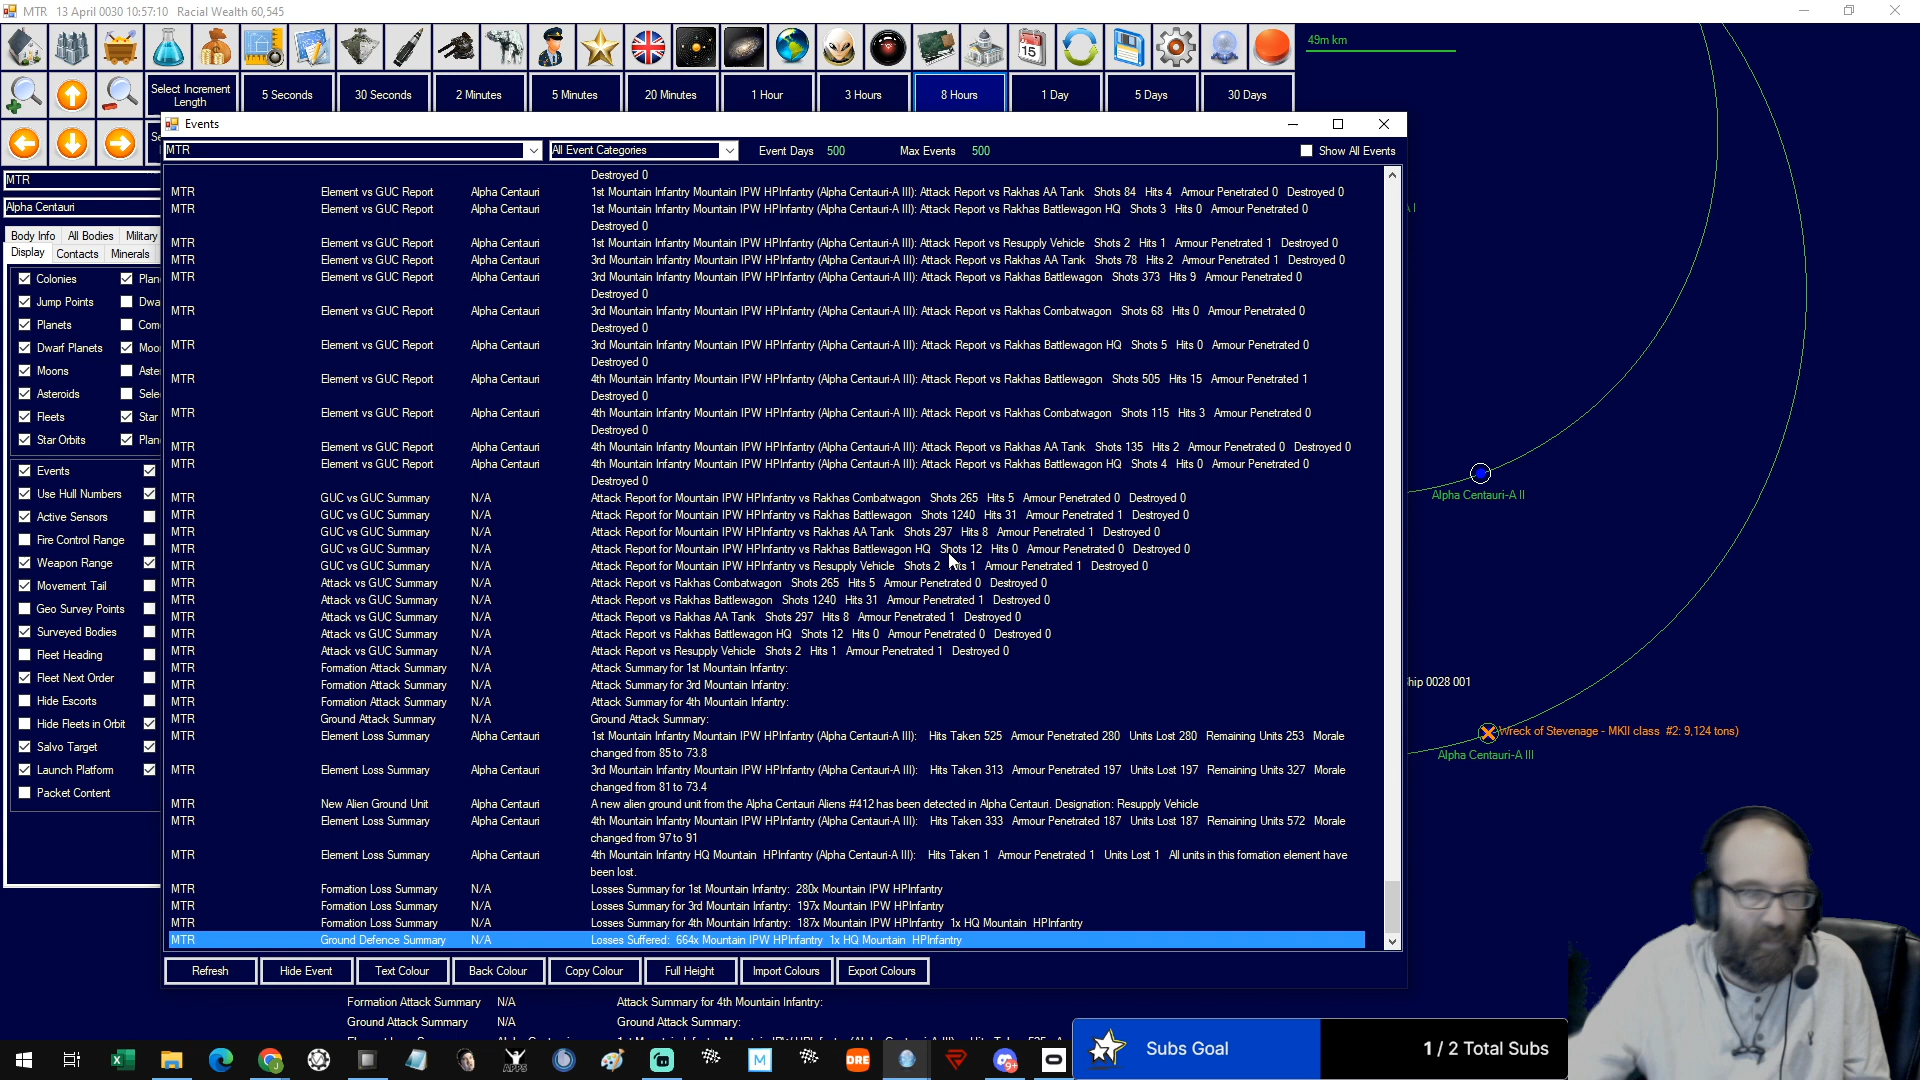 MTR 13 April 0030 10:57:10 Racial Wealth 60,545
49m km
Select Increment Length
5 Seconds 30 Seconds 2 Minutes 5 Minutes 20 Minutes 1 Hour 3 Hours 8 Hours 1 Day 5 Days 30 Days
Events
MTR All Event Categories Event Days 500 Max Events 500 Show All Events
MTR
Alpha Centauri
Body Info All Bodies Military
Display Contacts Minerals
Colonies Plan
Jump Points Dwa
Planets Com
Dwarf Planets Moo
Moons Aste
Asteroids Sele
Fleets Star
Star Orbits Plan
Events
Use Hull Numbers
Active Sensors
Fire Control Range
Weapon Range
Movement Tail
Geo Survey Points
Surveyed Bodies
Fleet Heading
Fleet Next Order
Hide Escorts
Hide Fleets in Orbit
Salvo Target
Launch Platform
Packet Content
Destroyed 0
MTR Element vs GUC Report Alpha Centauri 1st Mountain Infantry Mountain IPW HPInfantry (Alpha Centauri-A III): Attack Report vs Rakhas AA Tank Shots 84 Hits 4 Armour Penetrated 0 Destroyed 0
MTR Element vs GUC Report Alpha Centauri 1st Mountain Infantry Mountain IPW HPInfantry (Alpha Centauri-A III): Attack Report vs Rakhas Battlewagon HQ Shots 3 Hits 0 Armour Penetrated 0
Destroyed 0
MTR Element vs GUC Report Alpha Centauri 1st Mountain Infantry Mountain IPW HPInfantry (Alpha Centauri-A III): Attack Report vs Resupply Vehicle Shots 2 Hits 1 Armour Penetrated 1 Destroyed 0
MTR Element vs GUC Report Alpha Centauri 3rd Mountain Infantry Mountain IPW HPInfantry (Alpha Centauri-A III): Attack Report vs Rakhas AA Tank Shots 78 Hits 2 Armour Penetrated 1 Destroyed 0
MTR Element vs GUC Report Alpha Centauri 3rd Mountain Infantry Mountain IPW HPInfantry (Alpha Centauri-A III): Attack Report vs Rakhas Battlewagon Shots 373 Hits 9 Armour Penetrated 0
Destroyed 0
MTR Element vs GUC Report Alpha Centauri 3rd Mountain Infantry Mountain IPW HPInfantry (Alpha Centauri-A III): Attack Report vs Rakhas Combatwagon Shots 68 Hits 0 Armour Penetrated 0
Destroyed 0
MTR Element vs GUC Report Alpha Centauri 3rd Mountain Infantry Mountain IPW HPInfantry (Alpha Centauri-A III): Attack Report vs Rakhas Battlewagon HQ Shots 5 Hits 0 Armour Penetrated 0
Destroyed 0
MTR Element vs GUC Report Alpha Centauri 4th Mountain Infantry Mountain IPW HPInfantry (Alpha Centauri-A III): Attack Report vs Rakhas Battlewagon Shots 505 Hits 15 Armour Penetrated 1
Destroyed 0
MTR Element vs GUC Report Alpha Centauri 4th Mountain Infantry Mountain IPW HPInfantry (Alpha Centauri-A III): Attack Report vs Rakhas Combatwagon Shots 115 Hits 3 Armour Penetrated 0
Destroyed 0
MTR Element vs GUC Report Alpha Centauri 4th Mountain Infantry Mountain IPW HPInfantry (Alpha Centauri-A III): Attack Report vs Rakhas AA Tank Shots 135 Hits 2 Armour Penetrated 0 Destroyed 0
MTR Element vs GUC Report Alpha Centauri 4th Mountain Infantry Mountain IPW HPInfantry (Alpha Centauri-A III): Attack Report vs Rakhas Battlewagon HQ Shots 4 Hits 0 Armour Penetrated 0
Destroyed 0
MTR GUC vs GUC Summary N/A Attack Report for Mountain IPW HPInfantry vs Rakhas Combatwagon Shots 265 Hits 5 Armour Penetrated 0 Destroyed 0
MTR GUC vs GUC Summary N/A Attack Report for Mountain IPW HPInfantry vs Rakhas Battlewagon Shots 1240 Hits 31 Armour Penetrated 1 Destroyed 0
MTR GUC vs GUC Summary N/A Attack Report for Mountain IPW HPInfantry vs Rakhas AA Tank Shots 297 Hits 8 Armour Penetrated 1 Destroyed 0
MTR GUC vs GUC Summary N/A Attack Report for Mountain IPW HPInfantry vs Rakhas Battlewagon HQ Shots 12 Hits 0 Armour Penetrated 0 Destroyed 0
MTR GUC vs GUC Summary N/A Attack Report for Mountain IPW HPInfantry vs Resupply Vehicle Shots 2 Hits 1 Armour Penetrated 1 Destroyed 0
MTR Attack vs GUC Summary N/A Attack Report vs Rakhas Combatwagon Shots 265 Hits 5 Armour Penetrated 0 Destroyed 0
MTR Attack vs GUC Summary N/A Attack Report vs Rakhas Battlewagon Shots 1240 Hits 31 Armour Penetrated 1 Destroyed 0
MTR Attack vs GUC Summary N/A Attack Report vs Rakhas AA Tank Shots 297 Hits 8 Armour Penetrated 1 Destroyed 0
MTR Attack vs GUC Summary N/A Attack Report vs Rakhas Battlewagon HQ Shots 12 Hits 0 Armour Penetrated 0 Destroyed 0
MTR Attack vs GUC Summary N/A Attack Report vs Resupply Vehicle Shots 2 Hits 1 Armour Penetrated 1 Destroyed 0
MTR Formation Attack Summary N/A Attack Summary for 1st Mountain Infantry:
MTR Formation Attack Summary N/A Attack Summary for 3rd Mountain Infantry:
MTR Formation Attack Summary N/A Attack Summary for 4th Mountain Infantry:
MTR Ground Attack Summary N/A Ground Attack Summary:
MTR Element Loss Summary Alpha Centauri 1st Mountain Infantry Mountain IPW HPInfantry (Alpha Centauri-A III): Hits Taken 525 Armour Penetrated 280 Units Lost 280 Remaining Units 253 Morale
changed from 85 to 73.8
MTR Element Loss Summary Alpha Centauri 3rd Mountain Infantry Mountain IPW HPInfantry (Alpha Centauri-A III): Hits Taken 313 Armour Penetrated 197 Units Lost 197 Remaining Units 327 Morale
changed from 81 to 73.4
MTR New Alien Ground Unit Alpha Centauri A new alien ground unit from the Alpha Centauri Aliens #412 has been detected in Alpha Centauri. Designation: Resupply Vehicle
MTR Element Loss Summary Alpha Centauri 4th Mountain Infantry Mountain IPW HPInfantry (Alpha Centauri-A III): Hits Taken 333 Armour Penetrated 187 Units Lost 187 Remaining Units 572 Morale
changed from 97 to 91
MTR Element Loss Summary Alpha Centauri 4th Mountain Infantry HQ Mountain HPInfantry (Alpha Centauri-A III): Hits Taken 1 Armour Penetrated 1 Units Lost 1 All units in this formation element have
been lost.
MTR Formation Loss Summary N/A Losses Summary for 1st Mountain Infantry: 280x Mountain IPW HPInfantry
MTR Formation Loss Summary N/A Losses Summary for 3rd Mountain Infantry: 197x Mountain IPW HPInfantry
MTR Formation Loss Summary N/A Losses Summary for 4th Mountain Infantry: 187x Mountain IPW HPInfantry 1x HQ Mountain HPInfantry
MTR Ground Defence Summary N/A Losses Suffered: 664x Mountain IPW HPInfantry 1x HQ Mountain HPInfantry
Refresh Hide Event Text Colour Back Colour Copy Colour Full Height Import Colours Export Colours
Alpha Centauri-A II
hip 0028 001
Wreck of Stevenage - MKII class #2: 9,124 tons)
Alpha Centauri-A III
Formation Attack Summary N/A Attack Summary for 4th Mountain Infantry:
Ground Attack Summary N/A Ground Attack Summary:
APPS
M
DRE
9+
Subs Goal 1 / 2 Total Subs